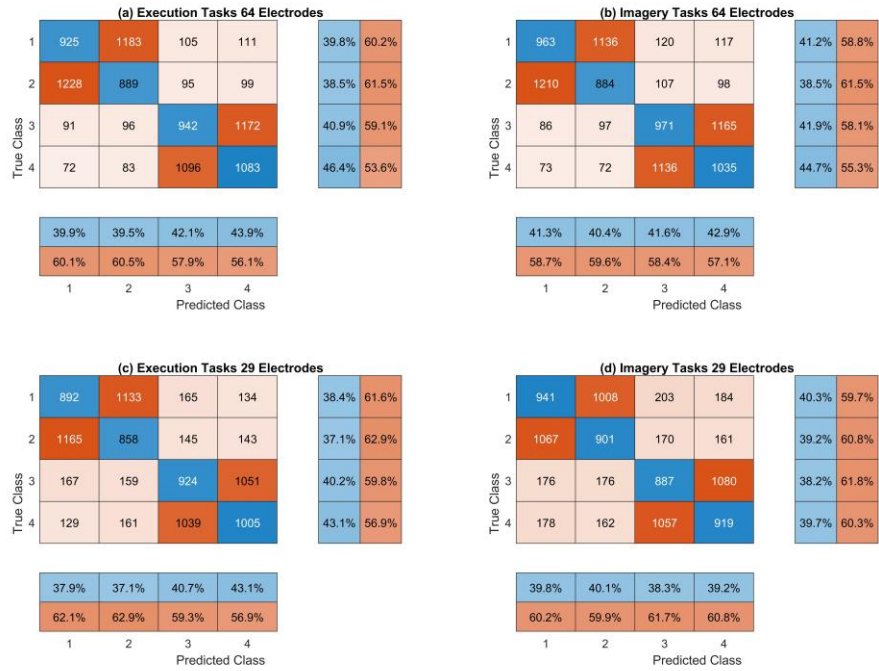 (a) Execution Tasks 64 Electrodes
1 925 1183 105 111 39.8% 60.2%
2 1228 889 95 99 38.5% 61.5%
3 91 96 942 1172 40.9% 59.1%
4 72 83 1096 1083 46.4% 53.6%
True Class
39.9% 39.5% 42.1% 43.9%
60.1% 60.5% 57.9% 56.1%
1 2 3 4
Predicted Class
(b) Imagery Tasks 64 Electrodes
1 963 1136 120 117 41.2% 58.8%
2 1210 884 107 98 38.5% 61.5%
3 86 97 971 1165 41.9% 58.1%
4 73 72 1136 1035 44.7% 55.3%
True Class
41.3% 40.4% 41.6% 42.9%
58.7% 59.6% 58.4% 57.1%
1 2 3 4
Predicted Class
(c) Execution Tasks 29 Electrodes
1 892 1133 165 134 38.4% 61.6%
2 1165 858 145 143 37.1% 62.9%
3 167 159 924 1051 40.2% 59.8%
4 129 161 1039 1005 43.1% 56.9%
True Class
37.9% 37.1% 40.7% 43.1%
62.1% 62.9% 59.3% 56.9%
1 2 3 4
Predicted Class
(d) Imagery Tasks 29 Electrodes
1 941 1008 203 184 40.3% 59.7%
2 1067 901 170 161 39.2% 60.8%
3 176 176 887 1080 38.2% 61.8%
4 178 162 1057 919 39.7% 60.3%
True Class
39.8% 40.1% 38.3% 39.2%
60.2% 59.9% 61.7% 60.8%
1 2 3 4
Predicted Class